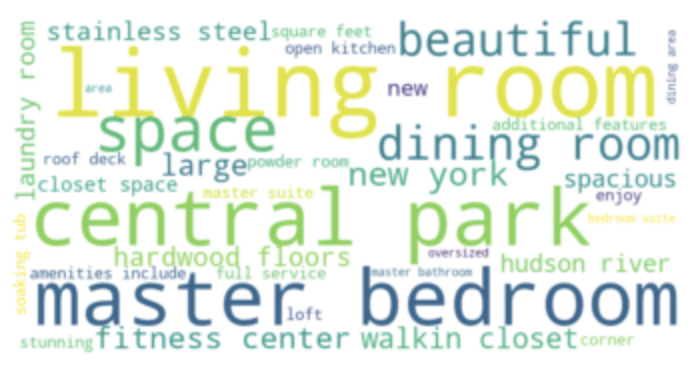 stainless steel
square feet
open kitchen
beautiful
dining area
laundry room
living room
area
new
space
additional features
dining room
roof deck
large
powder room
new york
spacious
closet space
master suite
enjoy
central park
bedroom suite
soaking tub
hardwood floors
oversized
hudson river
amenities include
full service
master bathroom
master bedroom
loft
stunning
fitness center
walkin closet
corner